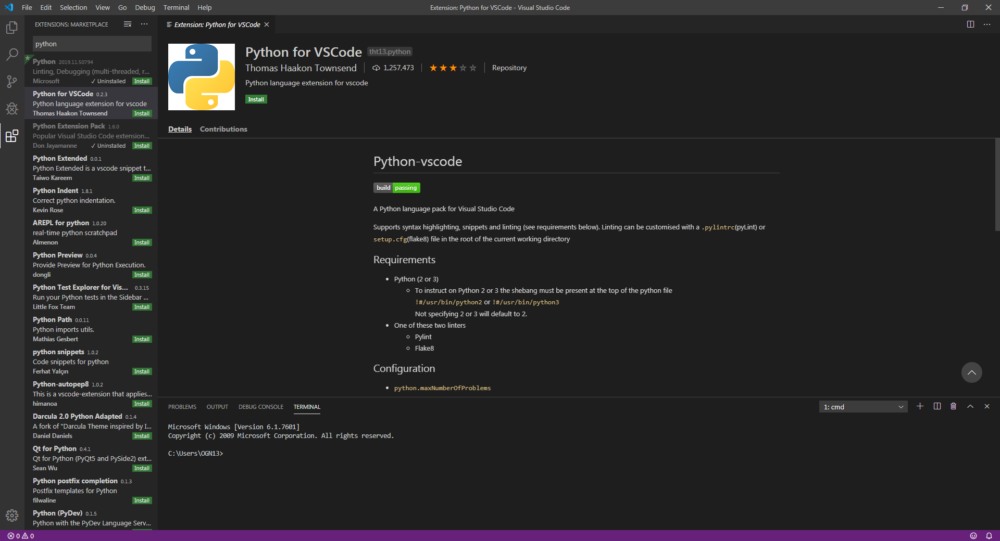 File Edit Selection View Go Debug Terminal Help
Extension: Python for VSCode - Visual Studio Code
EXTENSIONS: MARKETPLACE
python
Python 2019.11.50794
Linting, Debugging (multi-threaded, r...
Microsoft ✓ Uninstalled Install
Python for VSCode 0.2.3
Python language extension for vscode
Thomas Haakon Townsend Install
Python Extension Pack 1.6.0
Popular Visual Studio Code extension...
Don Jayamanne ✓ Uninstalled Install
Python Extended 0.0.1
Python Extended is a vscode snippet t...
Taiwo Kareem Install
Python Indent 1.8.1
Correct python indentation.
Kevin Rose Install
AREPL for python 1.0.20
real-time python scratchpad
Almenon Install
Python Preview 0.0.4
Provide Preview for Python Execution.
dongli Install
Python Test Explorer for Vis... 0.3.15
Run your Python tests in the Sidebar ...
Little Fox Team Install
Python Path 0.0.11
Python imports utils.
Mathias Gesbert Install
python snippets 1.0.2
Code snippets for python
Ferhat Yalçın Install
Python-autopep8 1.0.2
This is a vscode-extension that applies...
himanoa Install
Darcula 2.0 Python Adapted 0.1.4
A fork of "Darcula Theme inspired by I...
Daniel Daniels Install
Qt for Python 0.4.1
Qt for Python (PyQt5 and PySide2) ext...
Sean Wu Install
Python postfix completion 0.1.3
Postfix templates for Python
filwaline Install
Python (PyDev) 0.1.5
Python with the PyDev Language Serv...
Extension: Python for VSCode
Python for VSCode tht13.python
Thomas Haakon Townsend 1,257,473 Repository
Python language extension for vscode
Install
Details Contributions
Python-vscode
build passing
A Python language pack for Visual Studio Code
Supports syntax highlighting, snippets and linting (see requirements below). Linting can be customised with a .pylintrc(pyLint) or
setup.cfg(flake8) file in the root of the current working directory
Requirements
Python (2 or 3)
To instruct on Python 2 or 3 the shebang must be present at the top of the python file
!#/usr/bin/python2 or !#/usr/bin/python3
Not specifying 2 or 3 will default to 2.
One of these two linters
Pylint
Flake8
Configuration
python.maxNumberOfProblems
PROBLEMS OUTPUT DEBUG CONSOLE TERMINAL
1: cmd
Microsoft Windows [Version 6.1.7601]
Copyright (c) 2009 Microsoft Corporation. All rights reserved.
C:\Users\OGN13>
0 0